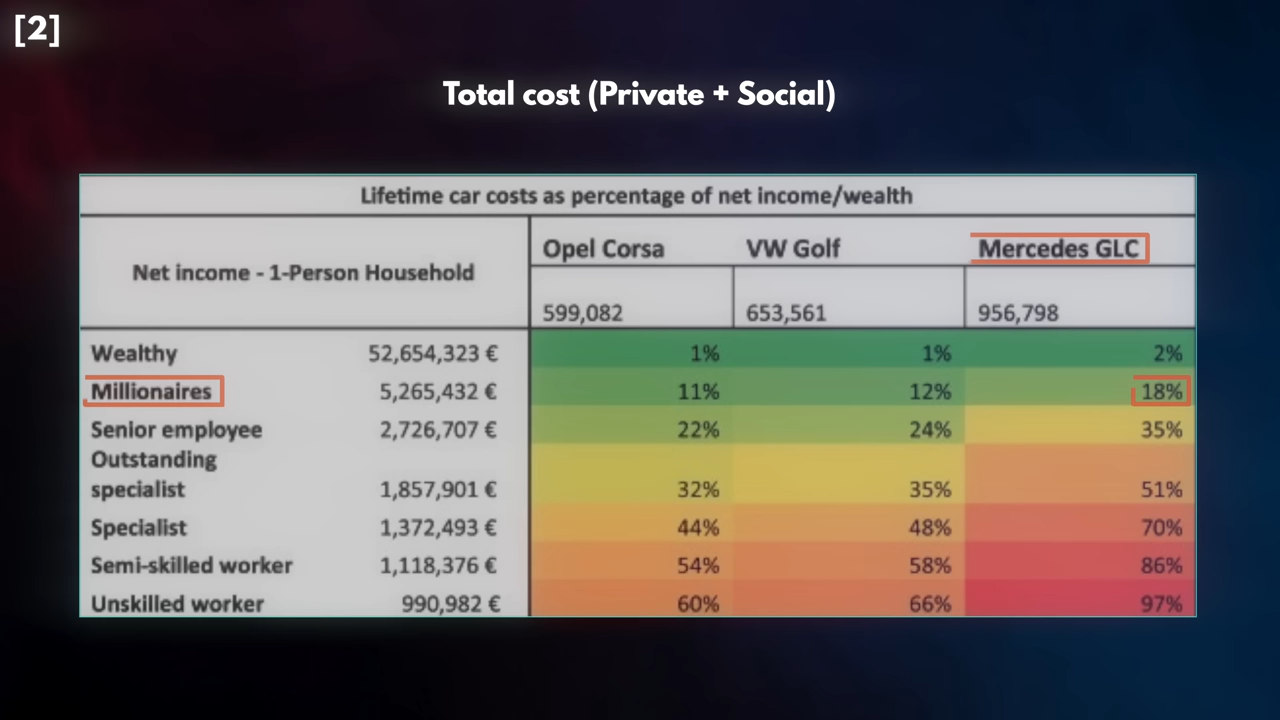 [2]
Total cost (Private + Social)
Lifetime car costs as percentage of net income/wealth
Net income - 1-Person Household
Opel Corsa VW Golf Mercedes GLC
599,082 653,561 956,798
Wealthy 52,654,323 € 1% 1% 2%
Millionaires 5,265,432 € 11% 12% 18%
Senior employee 2,726,707 € 22% 24% 35%
Outstanding
specialist 1,857,901 € 32% 35% 51%
Specialist 1,372,493 € 44% 48% 70%
Semi-skilled worker 1,118,376 € 54% 58% 86%
Unskilled worker 990,982 € 60% 66% 97%